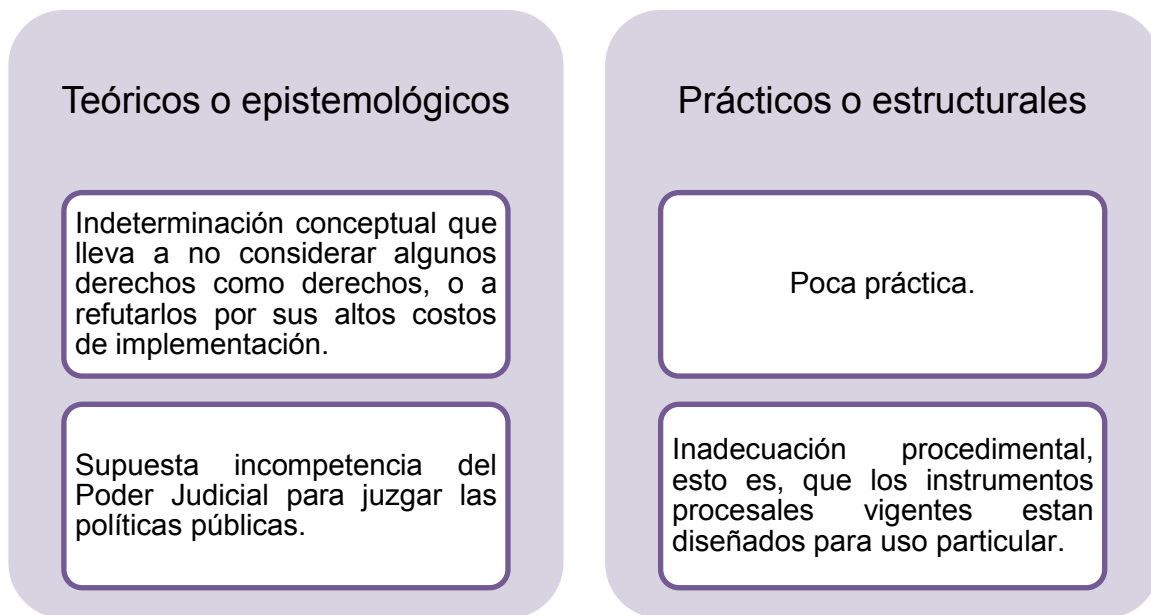 Teóricos o epistemológicos
Indeterminación conceptual que
lleva a no considerar algunos
derechos como derechos, o a
refutarlos por sus altos costos
de implementación.
Supuesta incompetencia del
Poder Judicial para juzgar las
políticas públicas.
Prácticos o estructurales
Poca práctica.
Inadecuación procedimental,
esto es, que los instrumentos
procesales vigentes estan
diseñados para uso particular.